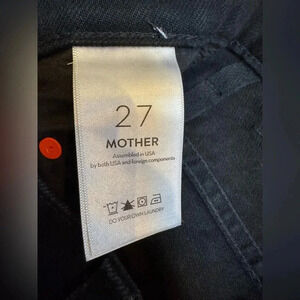 27
MOTHER
Assembled in USA
by both USA and foreign components
DO YOUR OWN LAUNDRY